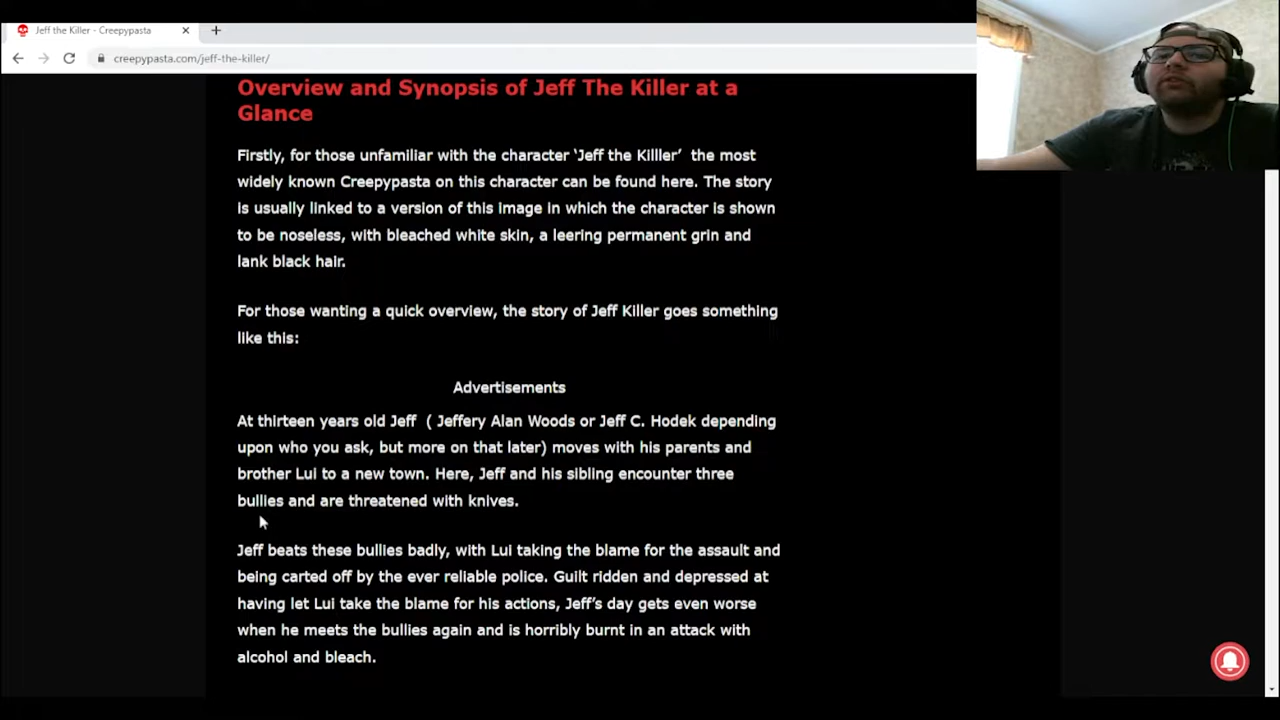 Jeff the Killer - Creepypasta
creepypasta.com/jeff-the-killer/
Overview and Synopsis of Jeff The Killer at a
Glance
Firstly, for those unfamiliar with the character ‘Jeff the Killler’ the most
widely known Creepypasta on this character can be found here. The story
is usually linked to a version of this image in which the character is shown
to be noseless, with bleached white skin, a leering permanent grin and
lank black hair.
For those wanting a quick overview, the story of Jeff Killer goes something
like this:
Advertisements
At thirteen years old Jeff ( Jeffery Alan Woods or Jeff C. Hodek depending
upon who you ask, but more on that later) moves with his parents and
brother Lui to a new town. Here, Jeff and his sibling encounter three
bullies and are threatened with knives.
Jeff beats these bullies badly, with Lui taking the blame for the assault and
being carted off by the ever reliable police. Guilt ridden and depressed at
having let Lui take the blame for his actions, Jeff’s day gets even worse
when he meets the bullies again and is horribly burnt in an attack with
alcohol and bleach.